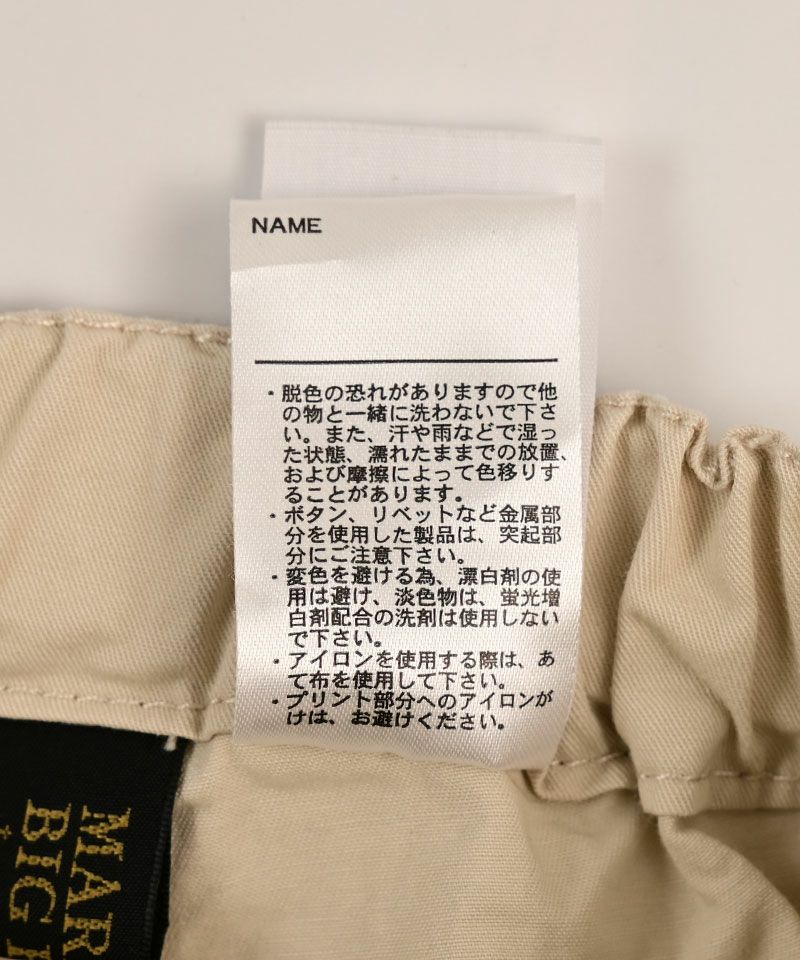 NAME
・脱色の恐れがありますので他
の物と一緒に洗わないで下さ
い。また、汗や雨などで湿っ
た状態、濡れたままでの放置、
および摩擦によって色移りす
ることがあります。
・ボタン、リベットなど金属部
分を使用した製品は、突起部
分にご注意下さい。
・変色を避ける為、漂白剤の使
用は避け、淡色物は、蛍光増
白剤配合の洗剤は使用しない
で下さい。
・アイロンを使用する際は、あ
て布を使用して下さい。
・プリント部分へのアイロンが
けは、お避けください。
MAR
BIG